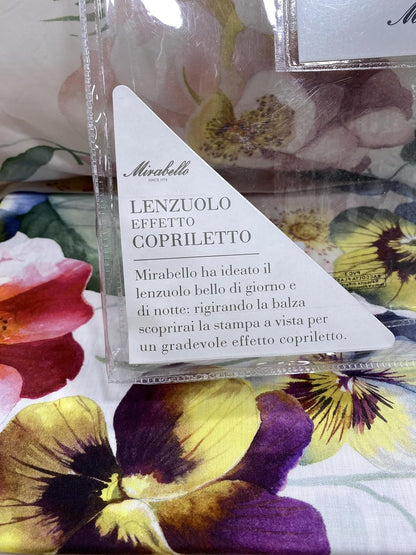 Mirabello
SINCE 1974
LENZUOLO
EFFETTO
COPRILETTO
Mirabello ha ideato il
lenzuolo bello di giorno e
di notte: rigirando la balza
scoprirai la stampa a vista per
un gradevole effetto copriletto.